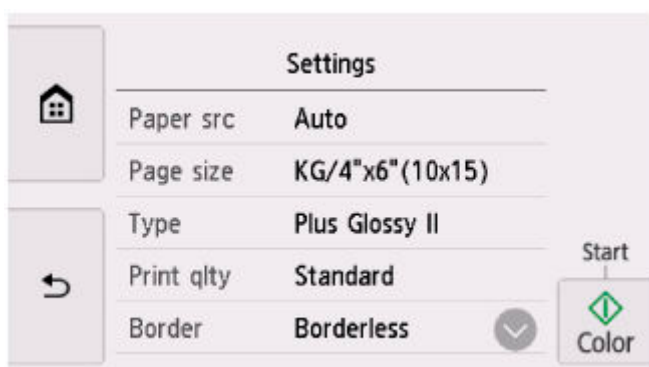 Settings
Paper src Auto
Page size KG/4"x6"(10x15)
Type Plus Glossy II
Print qlty Standard
Border Borderless
Start
Color